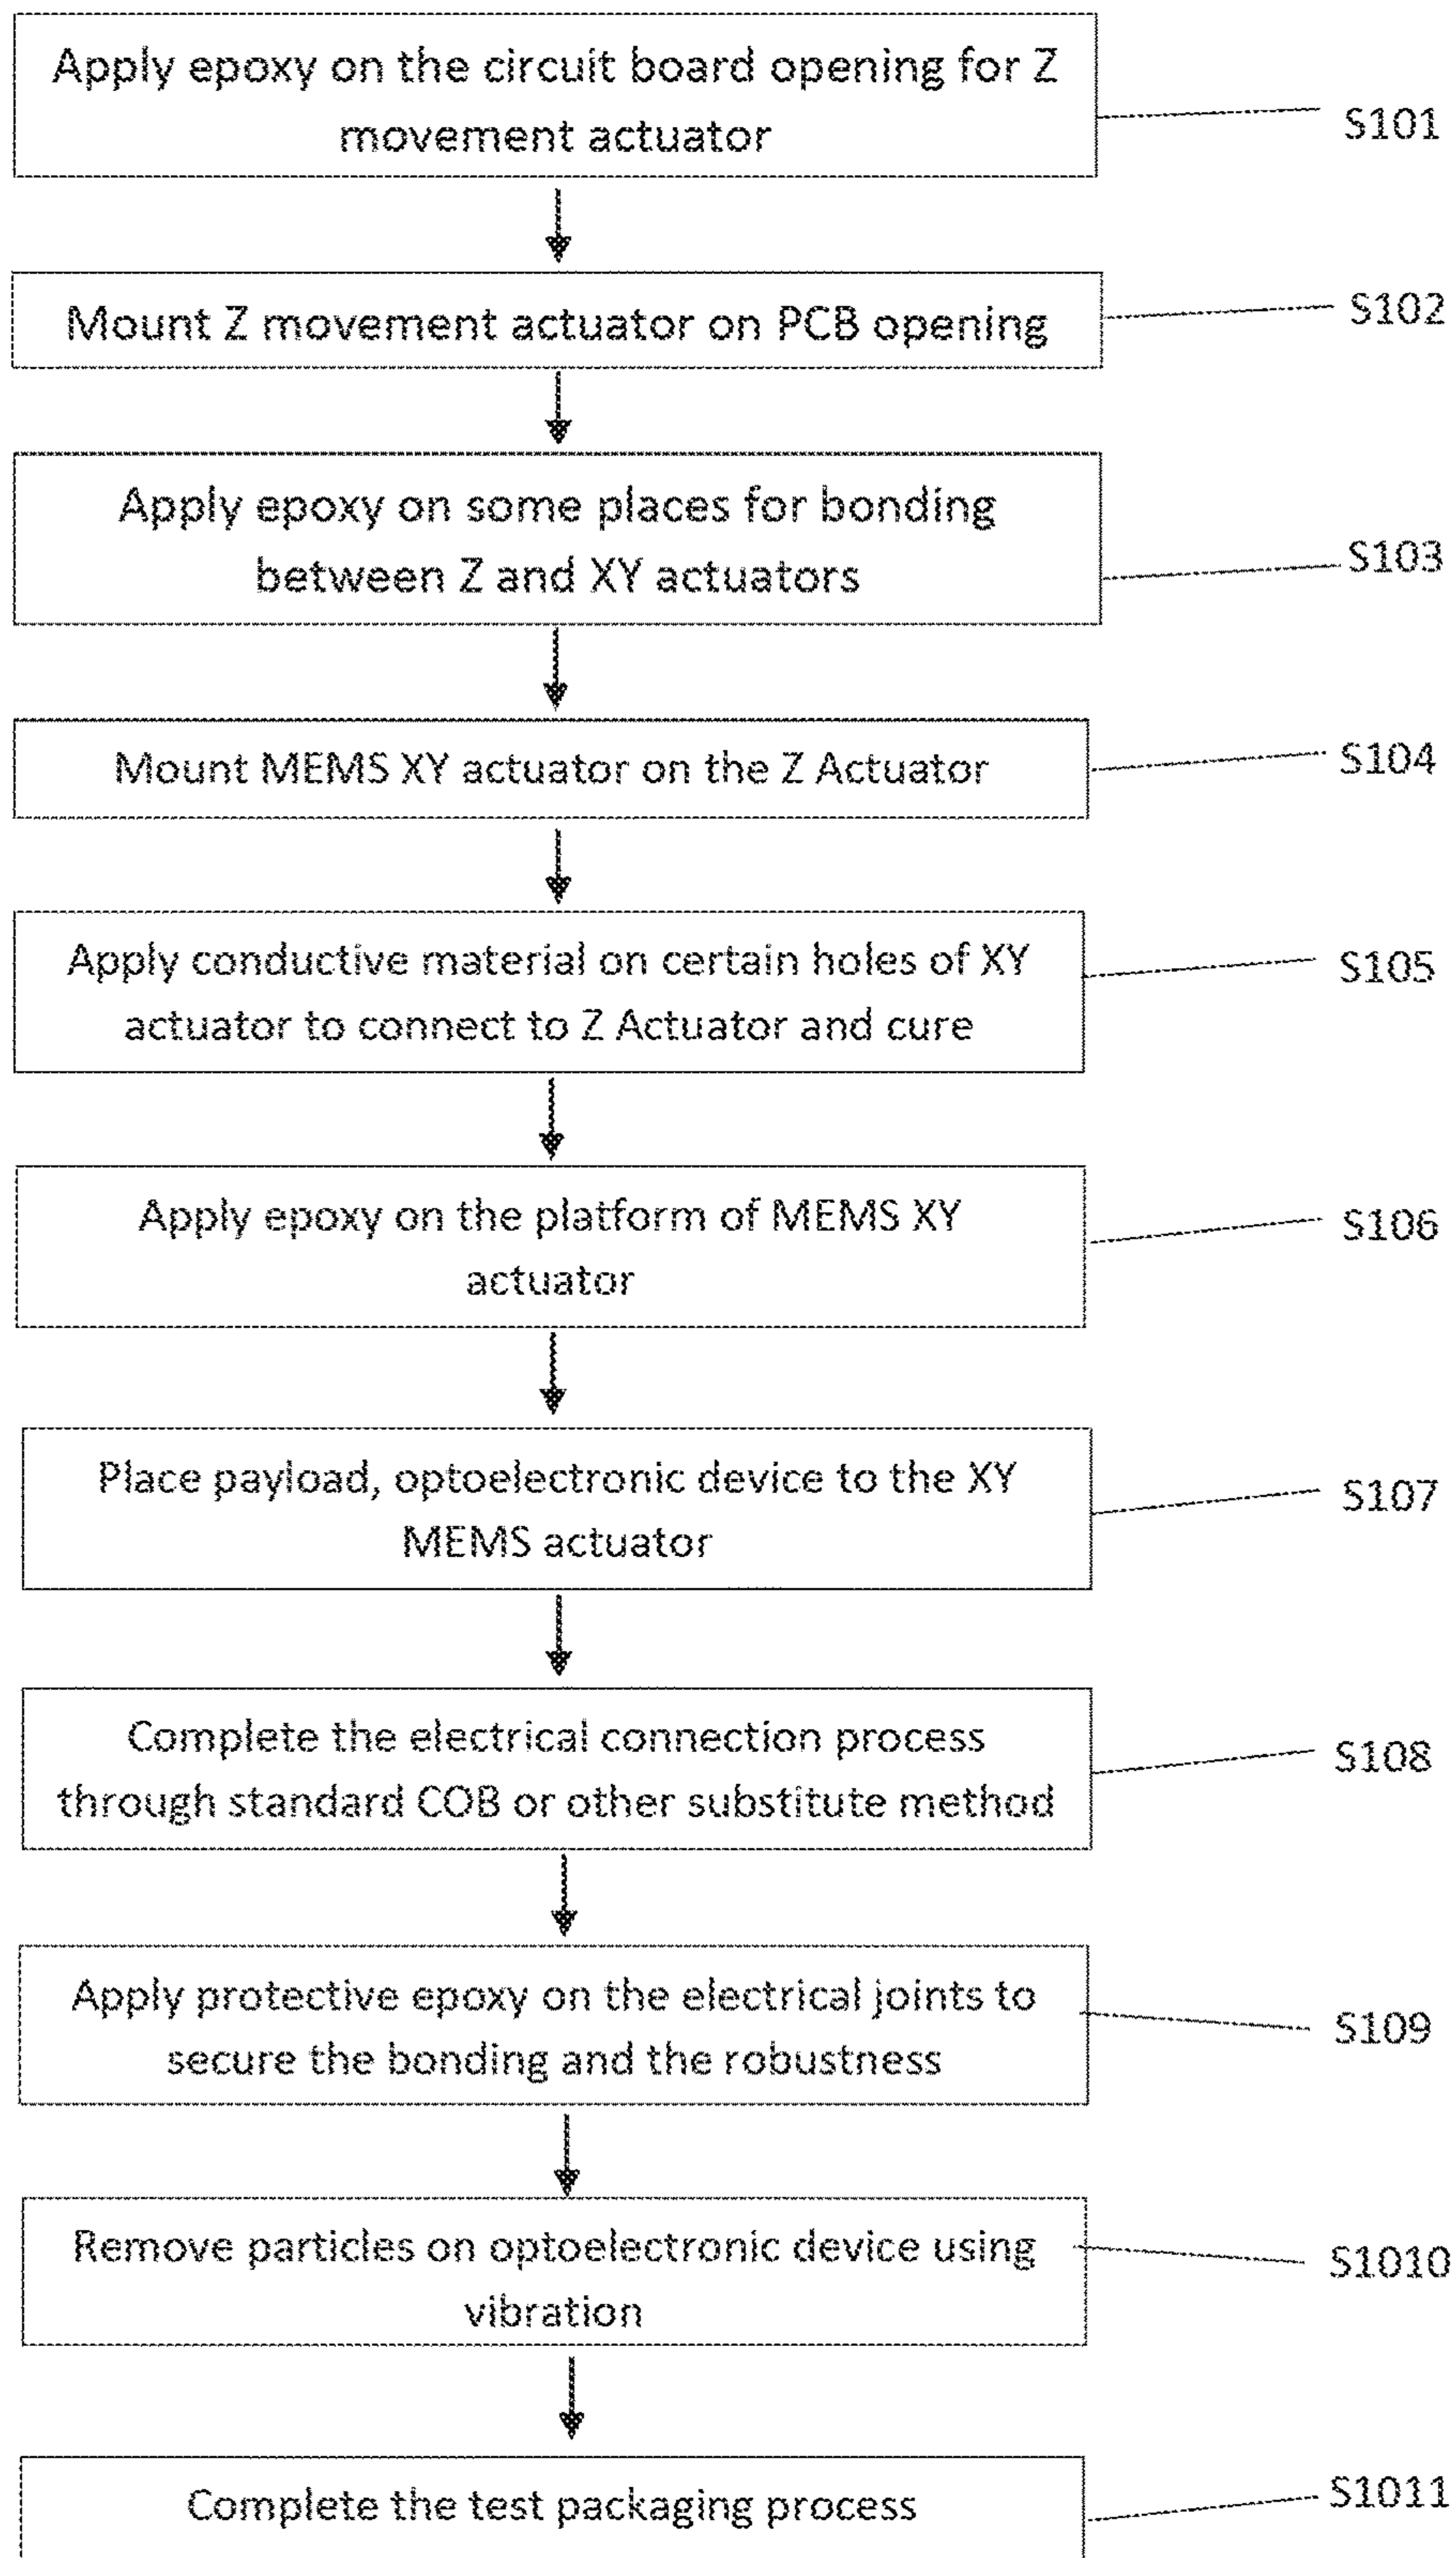 Apply epoxy on the circuit board opening for Z
movement actuator
S101
Mount Z movement actuator on PCB opening
S102
Apply epoxy on some places for bonding
between Z and XY actuators
S103
Mount MEMS XY actuator on the Z Actuator
S104
Apply conductive material on certain holes of XY
actuator to connect to Z Actuator and cure
S105
Apply epoxy on the platform of MEMS XY
actuator
S106
Place payload, optoelectronic device to the XY
MEMS actuator
S107
Complete the electrical connection process
through standard COB or other substitute method
S108
Apply protective epoxy on the electrical joints to
secure the bonding and the robustness
S109
Remove particles on optoelectronic device using
vibration
S1010
Complete the test packaging process
S1011